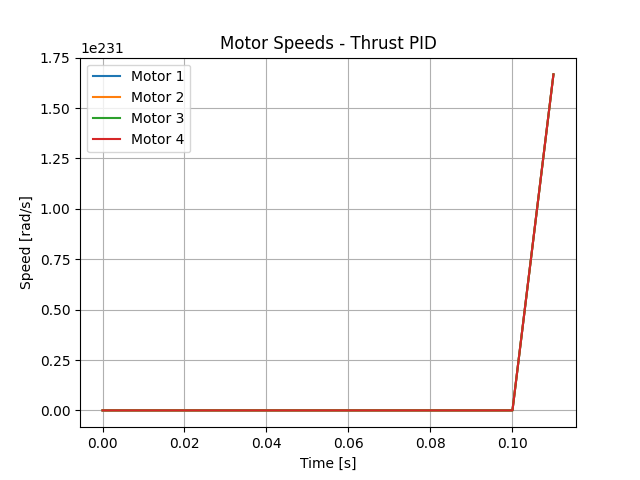 Motor Speeds - Thrust PID
1e231
1.75
1.50
1.25
1.00
0.75
0.50
0.25
0.00
Speed [rad/s]
Motor 1
Motor 2
Motor 3
Motor 4
0.00 0.02 0.04 0.06 0.08 0.10
Time [s]